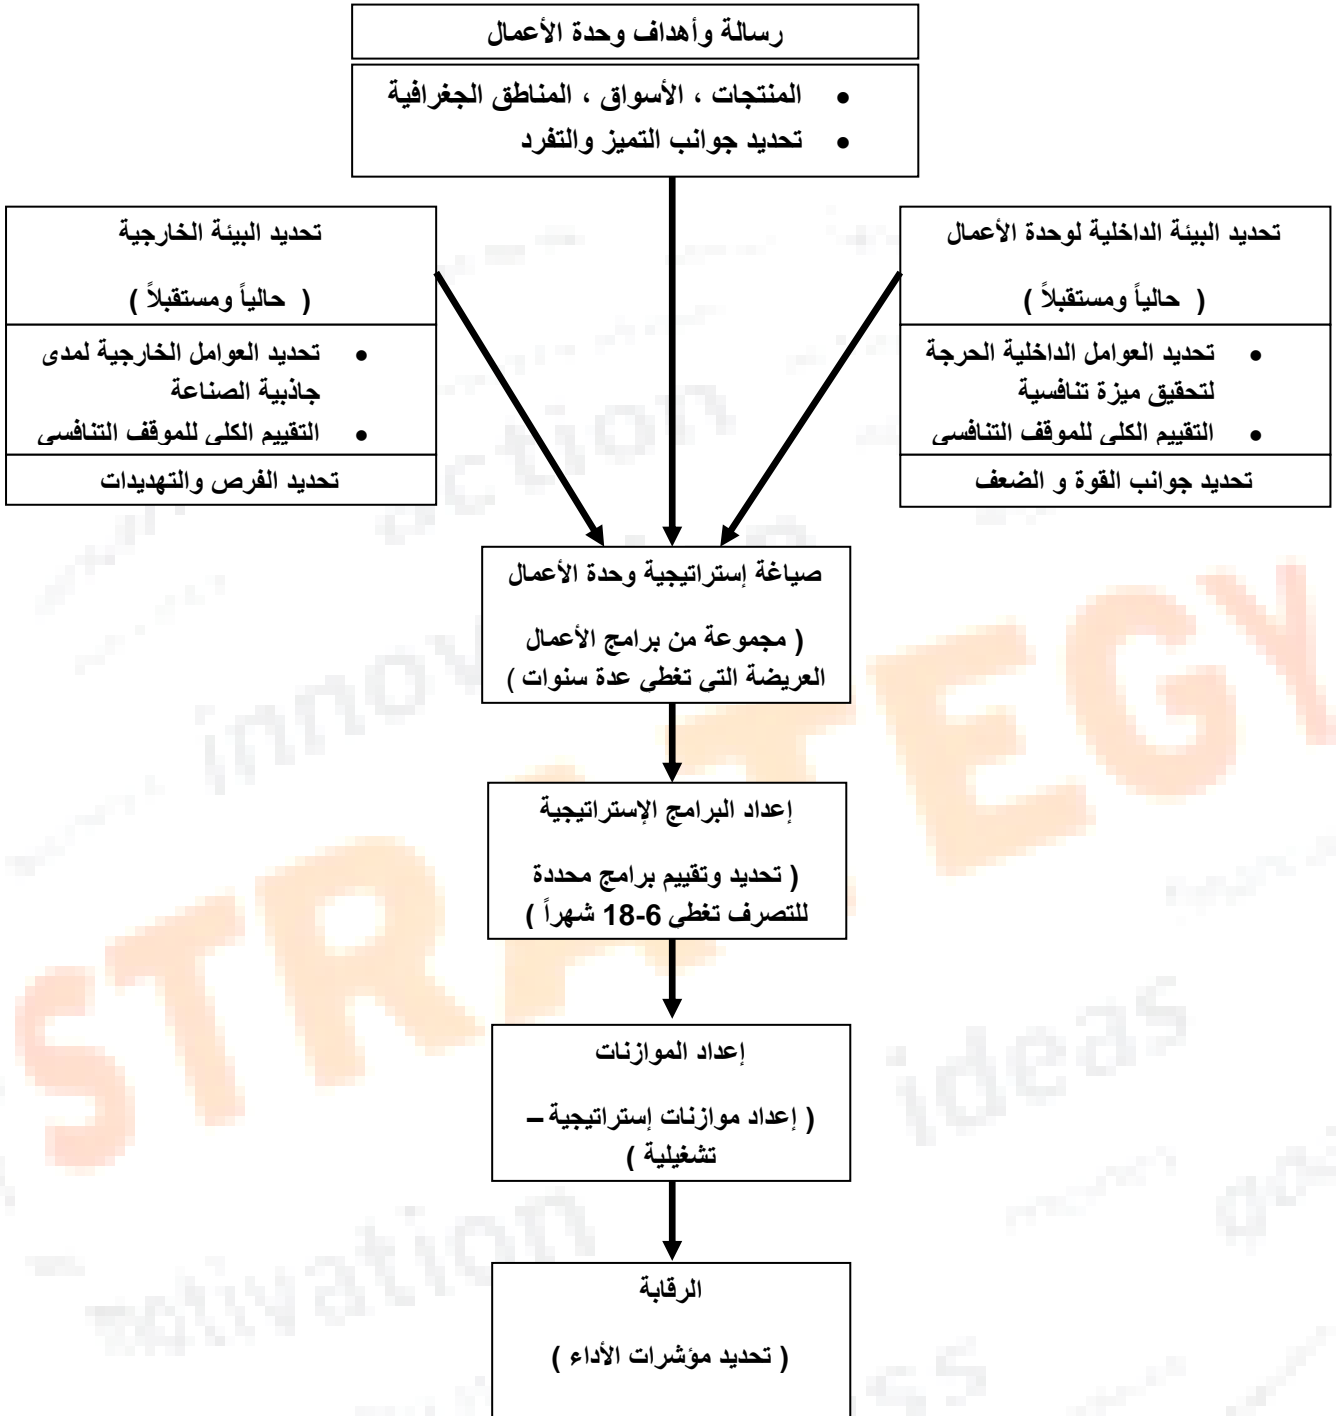 رسالة وأهداف وحدة الأعمال
• المنتجات ، الأسواق ، المناطق الجغرافية
• تحديد جوانب التميز والتفرد
تحديد البيئة الداخلية لوحدة الأعمال
( حالياً ومستقبلاً )
• تحديد العوامل الداخلية الحرجة
لتحقيق ميزة تنافسية
• التقييم الكلى للموقف التنافسى
تحديد جوانب القوة و الضعف
تحديد البيئة الخارجية
( حالياً ومستقبلاً )
• تحديد العوامل الخارجية لمدى
جاذبية الصناعة
• التقييم الكلى للموقف التنافسى
تحديد الفرص والتهديدات
صياغة إستراتيجية وحدة الأعمال
( مجموعة من برامج الأعمال
العريضة التى تغطى عدة سنوات )
إعداد البرامج الإستراتيجية
( تحديد وتقييم برامج محددة
للتصرف تغطى 6-18 شهراً )
إعداد الموازنات
( إعداد موازنات إستراتيجية –
تشغيلية )
الرقابة
( تحديد مؤشرات الأداء )
STRATEGY
action
ideas